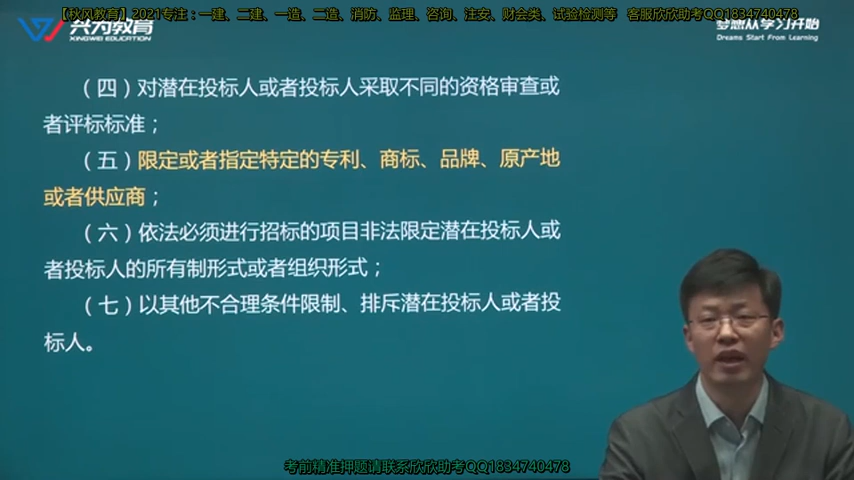 【秋风教育】2021专注：一建、二建、一造、二造、消防、监理、咨询、注安、财会类、试验检测等 客服欣欣助考QQ1834740478
兴为教育
XINGWEI EDUCATION
梦想从学习开始
Dreams Start From Learning
（四）对潜在投标人或者投标人采取不同的资格审查或
者评标标准；
（五）限定或者指定特定的专利、商标、品牌、原产地
或者供应商；
（六）依法必须进行招标的项目非法限定潜在投标人或
者投标人的所有制形式或者组织形式；
（七）以其他不合理条件限制、排斥潜在投标人或者投
标人。
考前精准押题请联系欣欣助考QQ1834740478